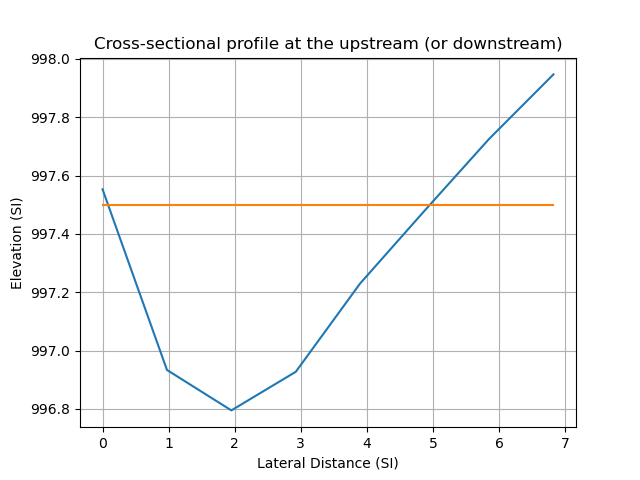 Cross-sectional profile at the upstream (or downstream)
998.0
997.8
997.6
997.4
997.2
997.0
996.8
Elevation (SI)
0 1 2 3 4 5 6 7
Lateral Distance (SI)